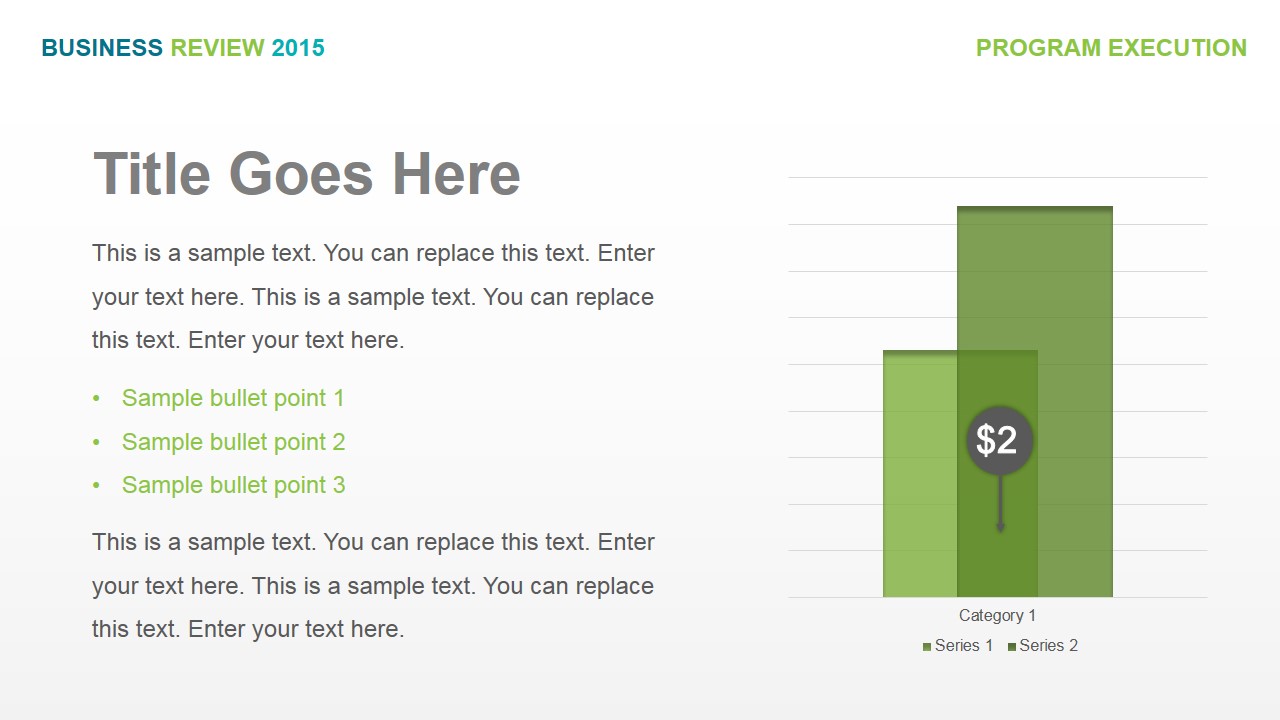 BUSINESS REVIEW 2015
PROGRAM EXECUTION
Title Goes Here
This is a sample text. You can replace this text. Enter
your text here. This is a sample text. You can replace
this text. Enter your text here.
• Sample bullet point 1
• Sample bullet point 2
• Sample bullet point 3
This is a sample text. You can replace this text. Enter
your text here. This is a sample text. You can replace
this text. Enter your text here.
$2
Category 1
Series 1 Series 2